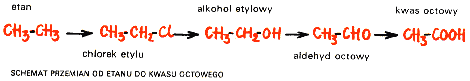 etan
alkohol etylowy
kwas octowy
CH₃-CH₃ → CH₃-CH₂-Cl → CH₃-CH₂-OH → CH₃-CHO → CH₃-COOH
chlorek etylu
aldehyd octowy
SCHEMAT PRZEMIAN OD ETANU DO KWASU OCTOWEGO